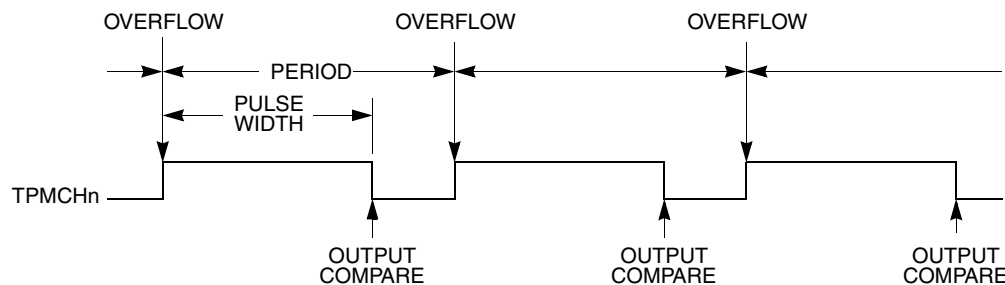 OVERFLOW OVERFLOW OVERFLOW
PERIOD
PULSE
WIDTH
TPMCHn
OUTPUT
COMPARE
OUTPUT
COMPARE
OUTPUT
COMPARE